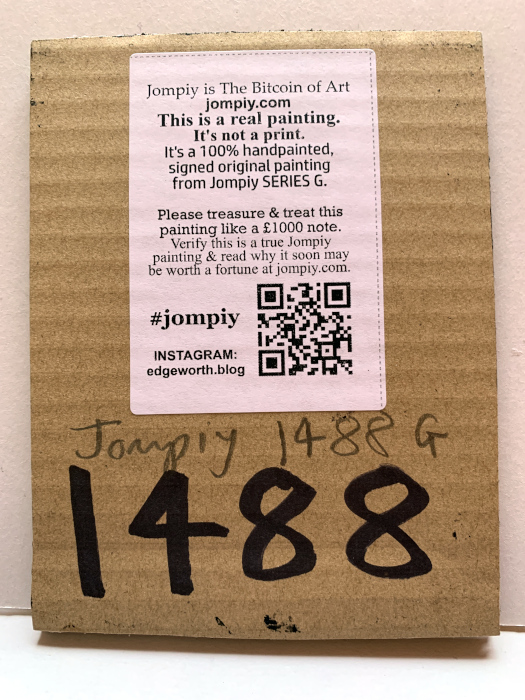 Jompiy is The Bitcoin of Art
jompiy.com
This is a real painting.
It's not a print.
It's a 100% handpainted,
signed original painting
from Jompiy SERIES G.
Please treasure & treat this
painting like a £1000 note.
Verify this is a true Jompiy
painting & read why it soon may
be worth a fortune at jompiy.com.
#jompiy
INSTAGRAM:
edgeworth.blog
Jompiy 1488 G
1488